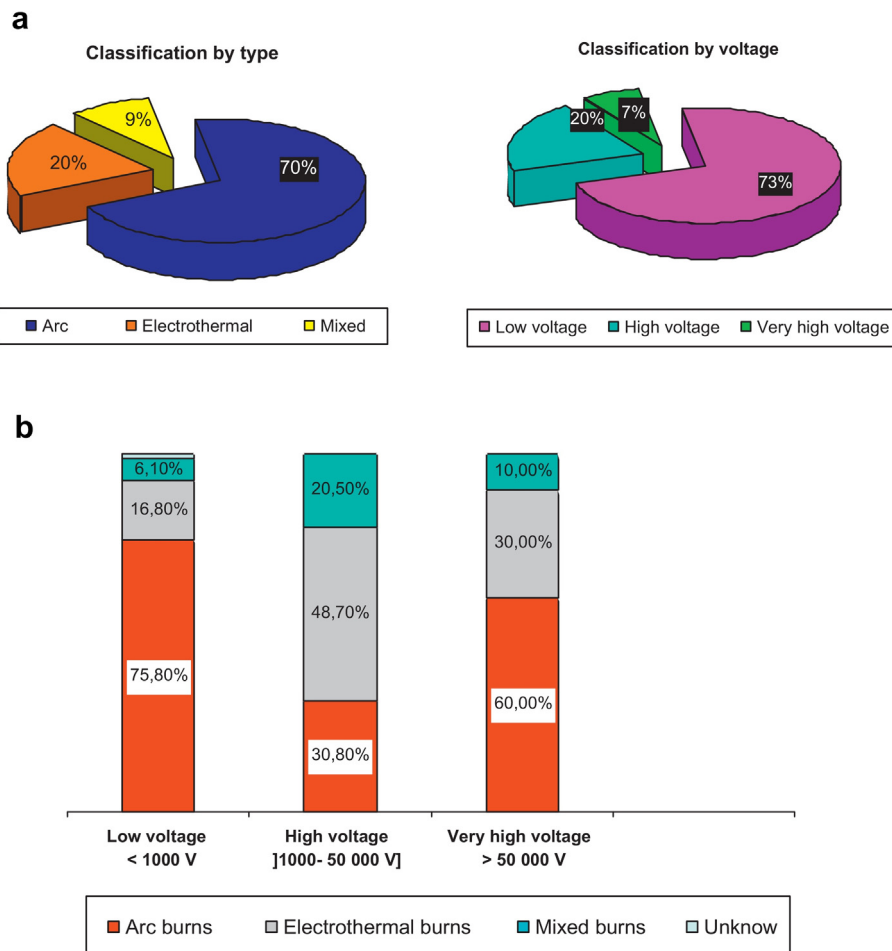 a
Classification by type
9%
20%
70%
Arc Electrothermal Mixed
Classification by voltage
20%
7%
73%
Low voltage High voltage Very high voltage
b
6,10%
16,80%
75,80%
20,50%
48,70%
30,80%
10,00%
30,00%
60,00%
Low voltage
< 1000 V
High voltage
]1000- 50 000 V]
Very high voltage
> 50 000 V
Arc burns Electrothermal burns Mixed burns Unknow